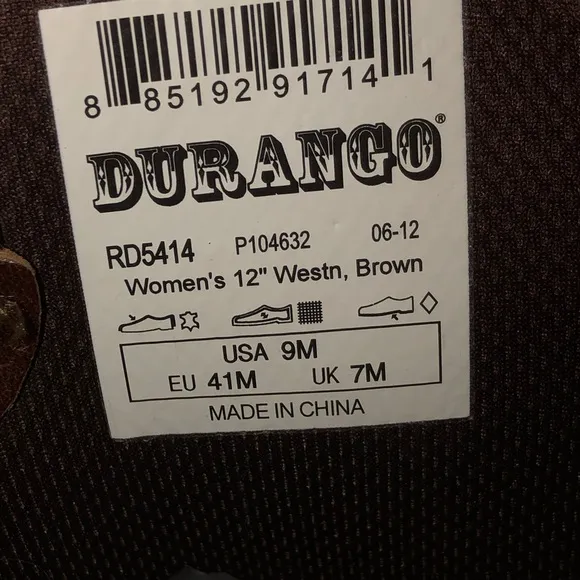 8 85192 91714 1
DURANGO®
RD5414 P104632 06-12
Women's 12" Westn, Brown
USA 9M
EU 41M UK 7M
MADE IN CHINA